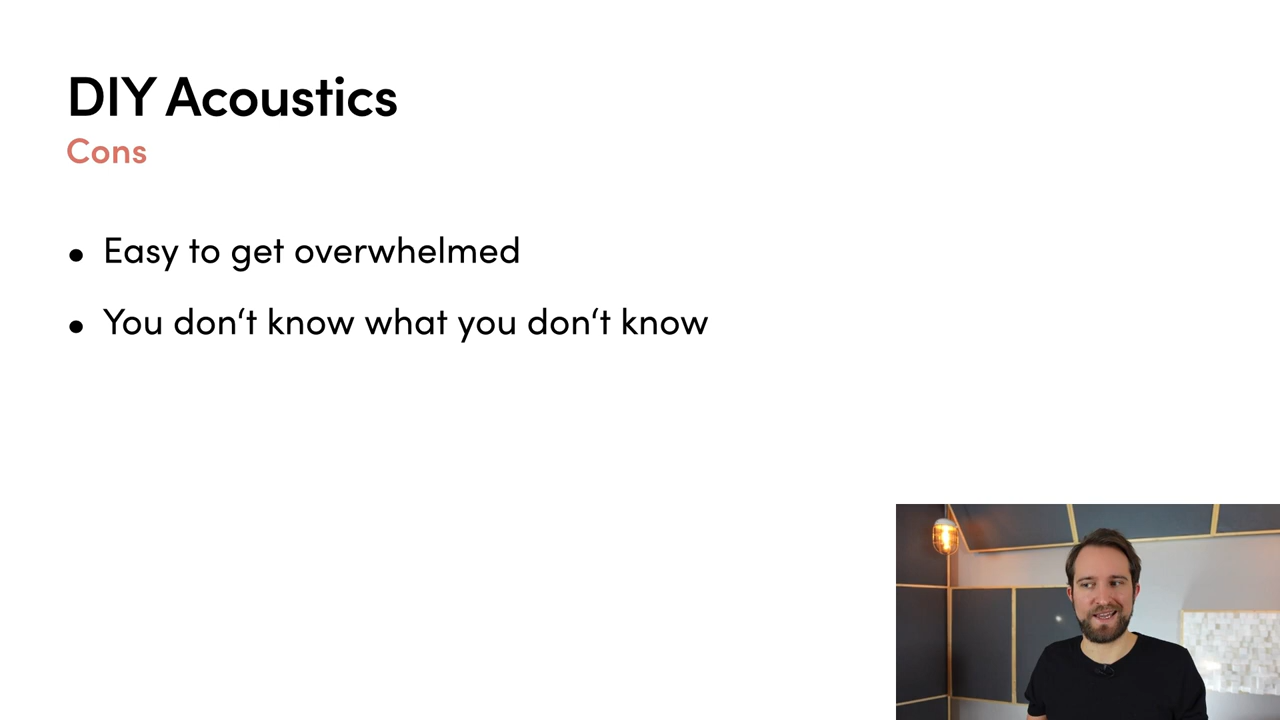 DIY Acoustics
Cons
• Easy to get overwhelmed
• You don‘t know what you don‘t know